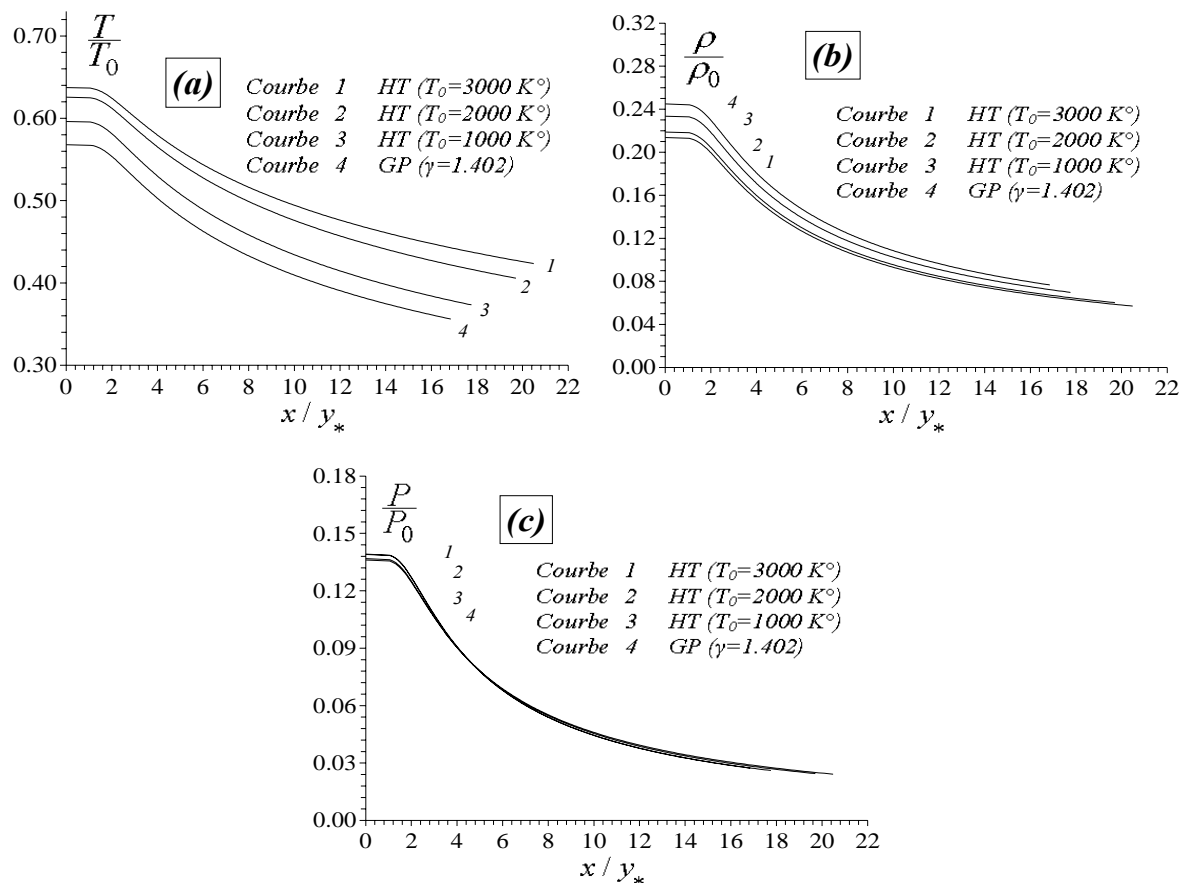 T/T₀
(a)
Courbe 1 HT (T₀=3000 K°)
Courbe 2 HT (T₀=2000 K°)
Courbe 3 HT (T₀=1000 K°)
Courbe 4 GP (γ=1.402)
0.70
0.60
0.50
0.40
0.30
1
2
3
4
0 2 4 6 8 10 12 14 16 18 20 22
x / y*
ρ/ρ₀
(b)
Courbe 1 HT (T₀=3000 K°)
Courbe 2 HT (T₀=2000 K°)
Courbe 3 HT (T₀=1000 K°)
Courbe 4 GP (γ=1.402)
0.32
0.28
0.24
0.20
0.16
0.12
0.08
0.04
0.00
4
3
2
1
0 2 4 6 8 10 12 14 16 18 20 22
x / y*
P/P₀
(c)
Courbe 1 HT (T₀=3000 K°)
Courbe 2 HT (T₀=2000 K°)
Courbe 3 HT (T₀=1000 K°)
Courbe 4 GP (γ=1.402)
0.18
0.15
0.12
0.09
0.06
0.03
0.00
1
2
3
4
0 2 4 6 8 10 12 14 16 18 20 22
x / y*